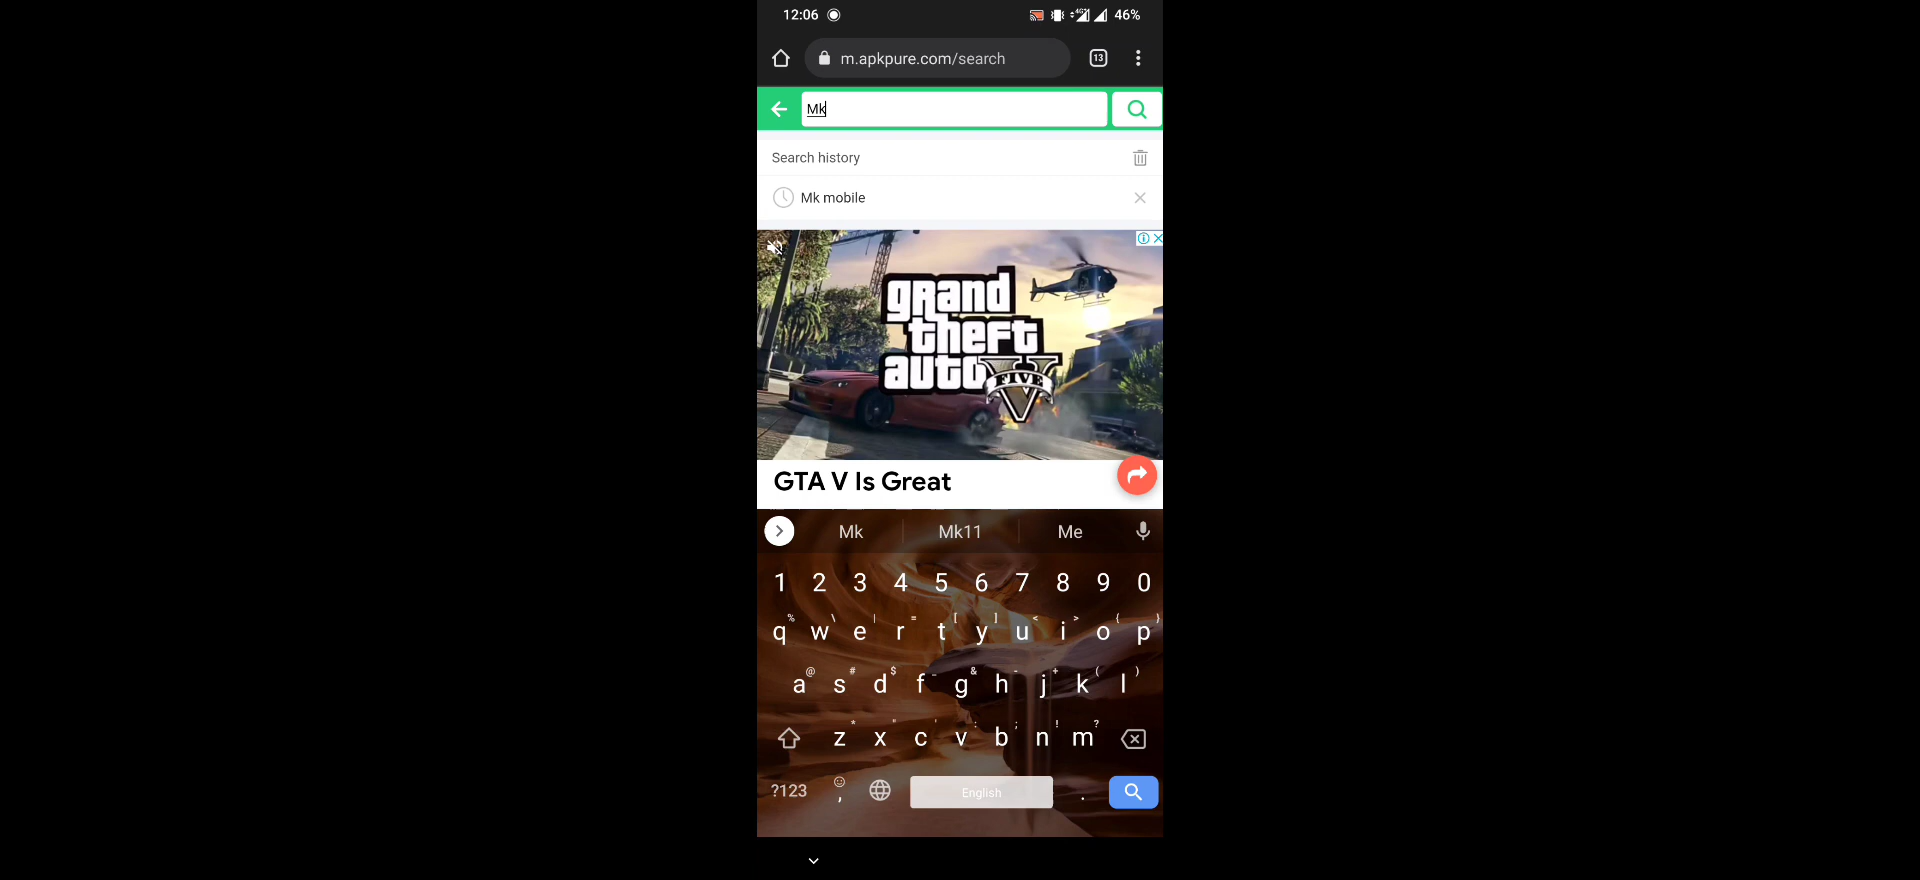 12:06 46%
m.apkpure.com/search 13
Mk
Search history
Mk mobile
grand
theft
auto
FIVE
V
GTA V Is Great
Mk Mk11 Me
1 2 3 4 5 6 7 8 9 0
% \ | = [ ] < > { }
q w e r t y u i o p
@ # $ _ & - + ( )
a s d f g h j k l
* " ' : ; ! ?
z x c v b n m
?123 , English .